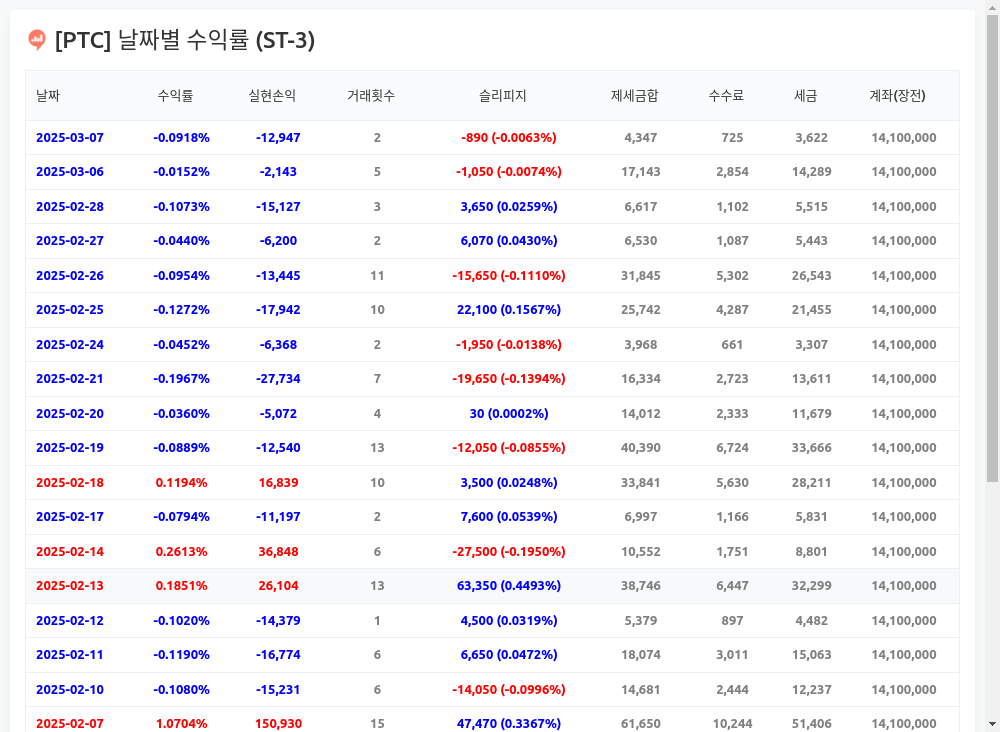 [PTC] 날짜별 수익률 (ST-3)
날짜 수익률 실현손익 거래횟수 슬리피지 제세금합 수수료 세금 계좌(장전)
2025-03-07 -0.0918% -12,947 2 -890 (-0.0063%) 4,347 725 3,622 14,100,000
2025-03-06 -0.0152% -2,143 5 -1,050 (-0.0074%) 17,143 2,854 14,289 14,100,000
2025-02-28 -0.1073% -15,127 3 3,650 (0.0259%) 6,617 1,102 5,515 14,100,000
2025-02-27 -0.0440% -6,200 2 6,070 (0.0430%) 6,530 1,087 5,443 14,100,000
2025-02-26 -0.0954% -13,445 11 -15,650 (-0.1110%) 31,845 5,302 26,543 14,100,000
2025-02-25 -0.1272% -17,942 10 22,100 (0.1567%) 25,742 4,287 21,455 14,100,000
2025-02-24 -0.0452% -6,368 2 -1,950 (-0.0138%) 3,968 661 3,307 14,100,000
2025-02-21 -0.1967% -27,734 7 -19,650 (-0.1394%) 16,334 2,723 13,611 14,100,000
2025-02-20 -0.0360% -5,072 4 30 (0.0002%) 14,012 2,333 11,679 14,100,000
2025-02-19 -0.0889% -12,540 13 -12,050 (-0.0855%) 40,390 6,724 33,666 14,100,000
2025-02-18 0.1194% 16,839 10 3,500 (0.0248%) 33,841 5,630 28,211 14,100,000
2025-02-17 -0.0794% -11,197 2 7,600 (0.0539%) 6,997 1,166 5,831 14,100,000
2025-02-14 0.2613% 36,848 6 -27,500 (-0.1950%) 10,552 1,751 8,801 14,100,000
2025-02-13 0.1851% 26,104 13 63,350 (0.4493%) 38,746 6,447 32,299 14,100,000
2025-02-12 -0.1020% -14,379 1 4,500 (0.0319%) 5,379 897 4,482 14,100,000
2025-02-11 -0.1190% -16,774 6 6,650 (0.0472%) 18,074 3,011 15,063 14,100,000
2025-02-10 -0.1080% -15,231 6 -14,050 (-0.0996%) 14,681 2,444 12,237 14,100,000
2025-02-07 1.0704% 150,930 15 47,470 (0.3367%) 61,650 10,244 51,406 14,100,000